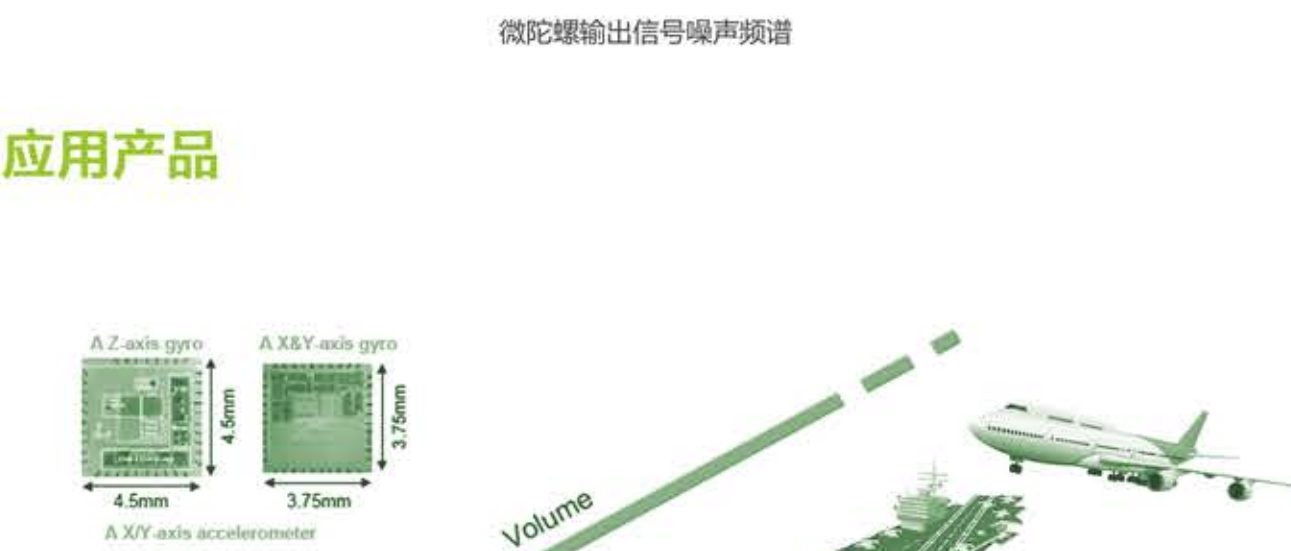 微陀螺输出信号噪声频谱
应用产品
A Z-axis gyro
A X&Y-axis gyro
4.5mm
3.75mm
4.5mm
3.75mm
A X/Y-axis accelerometer
Volume